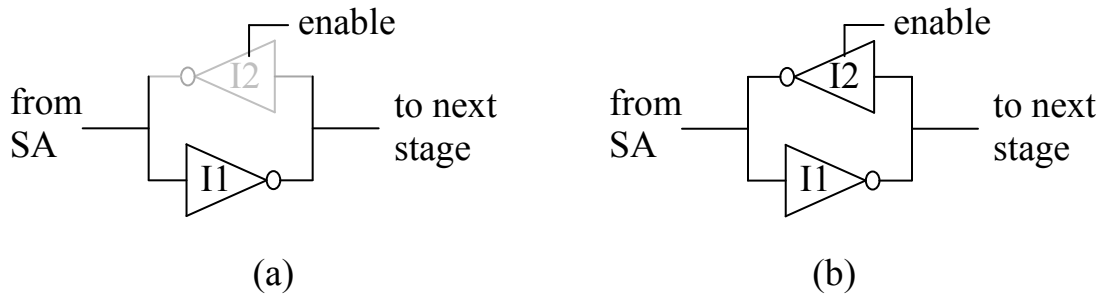 enable
I2
from
SA
to next
stage
I1
(a)
enable
I2
from
SA
to next
stage
I1
(b)